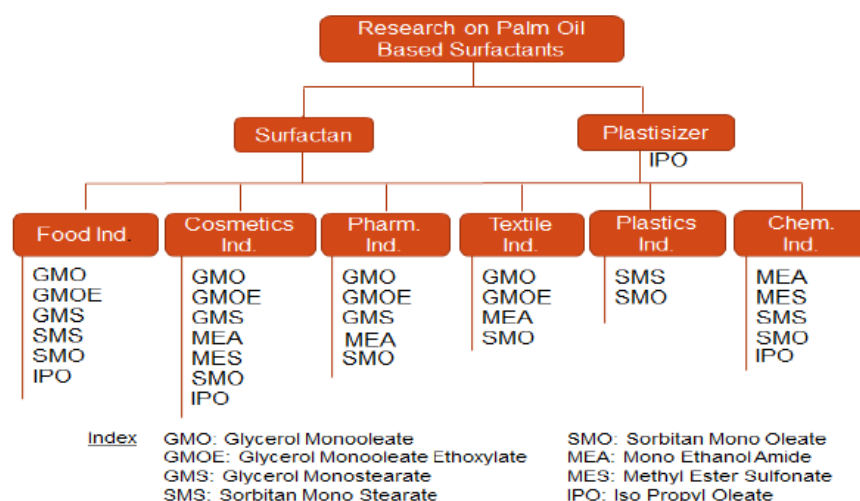 Research on Palm Oil
Based Surfactants
Surfactan
Plastisizer
IPO
Food Ind.
GMO
GMOE
GMS
SMS
SMO
IPO
Cosmetics
Ind.
GMO
GMOE
GMS
MEA
MES
SMO
IPO
Pharm.
Ind.
GMO
GMOE
GMS
MEA
SMO
Textile
Ind.
GMO
GMOE
MEA
SMO
Plastics
Ind.
SMS
SMO
Chem.
Ind.
MEA
MES
SMS
SMO
IPO
Index
GMO: Glycerol Monooleate
GMOE: Glycerol Monooleate Ethoxylate
GMS: Glycerol Monostearate
SMS: Sorbitan Mono Stearate
SMO: Sorbitan Mono Oleate
MEA: Mono Ethanol Amide
MES: Methyl Ester Sulfonate
IPO: Iso Propyl Oleate